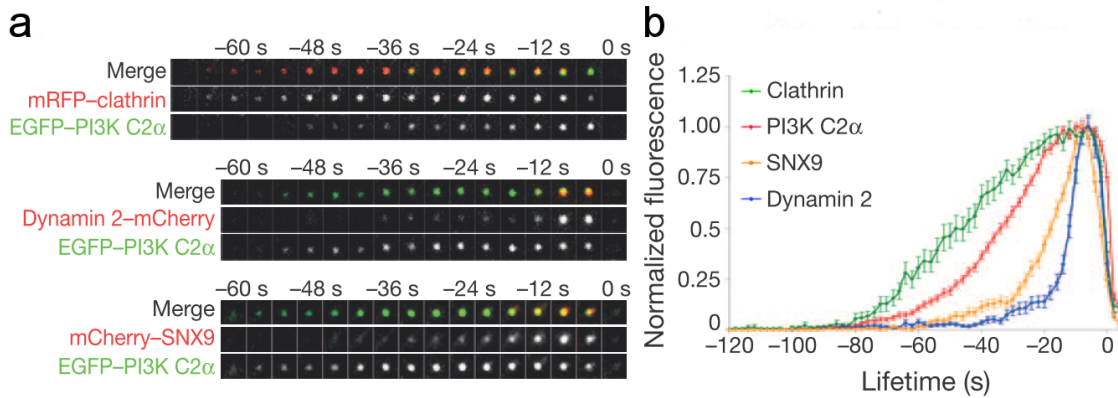 a
−60 s −48 s −36 s −24 s −12 s 0 s
Merge
mRFP–clathrin
EGFP–PI3K C2α
−60 s −48 s −36 s −24 s −12 s 0 s
Merge
Dynamin 2–mCherry
EGFP–PI3K C2α
−60 s −48 s −36 s −24 s −12 s 0 s
Merge
mCherry–SNX9
EGFP–PI3K C2α
b
Normalized fluorescence
1.25
1.00
0.75
0.5
0.25
0
Clathrin
PI3K C2α
SNX9
Dynamin 2
−120 −100 −80 −60 −40 −20 0
Lifetime (s)